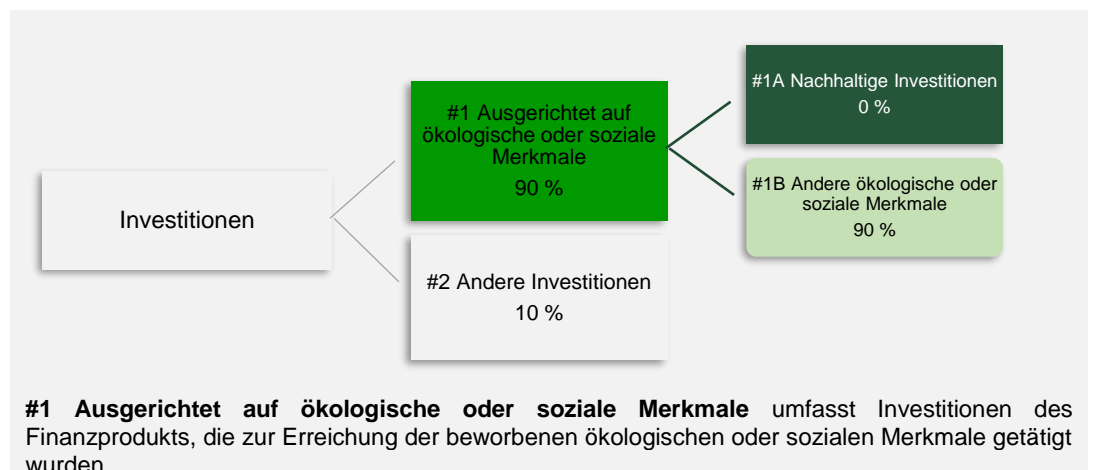 #1A Nachhaltige Investitionen
0 %
#1 Ausgerichtet auf
ökologische oder soziale
Merkmale
90 %
#1B Andere ökologische oder
soziale Merkmale
90 %
Investitionen
#2 Andere Investitionen
10 %
#1 Ausgerichtet auf ökologische oder soziale Merkmale umfasst Investitionen des
Finanzprodukts, die zur Erreichung der beworbenen ökologischen oder sozialen Merkmale getätigt
wurden